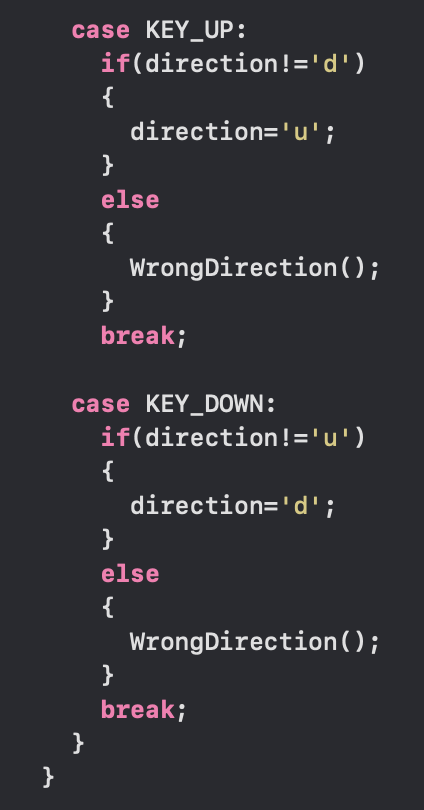 case KEY_UP:
if(direction!='d')
{
direction='u';
}
else
{
WrongDirection();
}
break;
case KEY_DOWN:
if(direction!='u')
{
direction='d';
}
else
{
WrongDirection();
}
break;
}
}